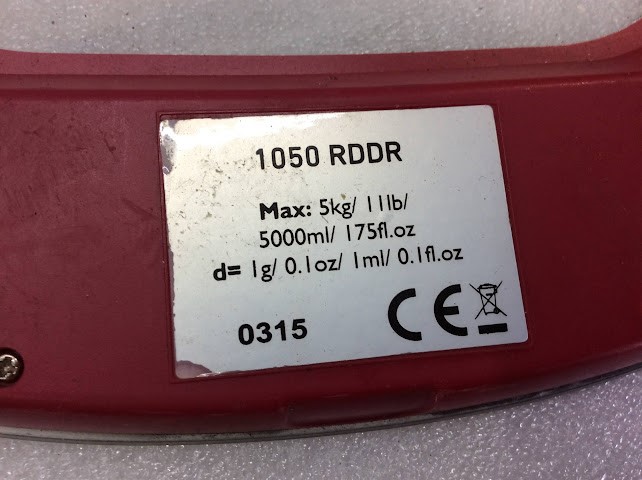 1050 RDDR
Max: 5kg/ 11lb/
5000ml/ 175fl.oz
d= 1g/ 0.1oz/ 1ml/ 0.1fl.oz
0315 CE